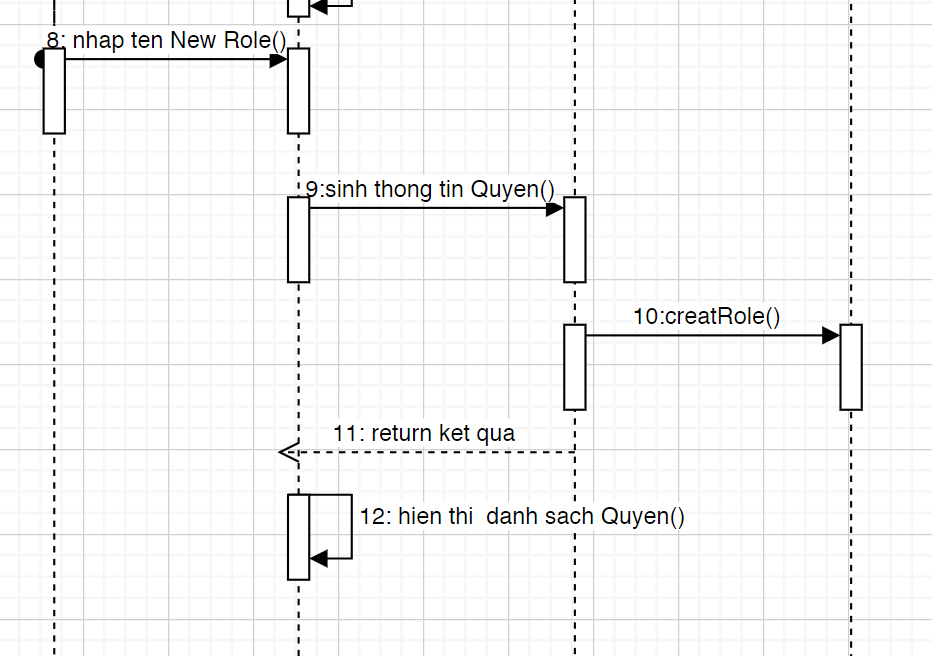 8: nhap ten New Role()
9:sinh thong tin Quyen()
10:creatRole()
11: return ket qua
12: hien thi  danh sach Quyen()